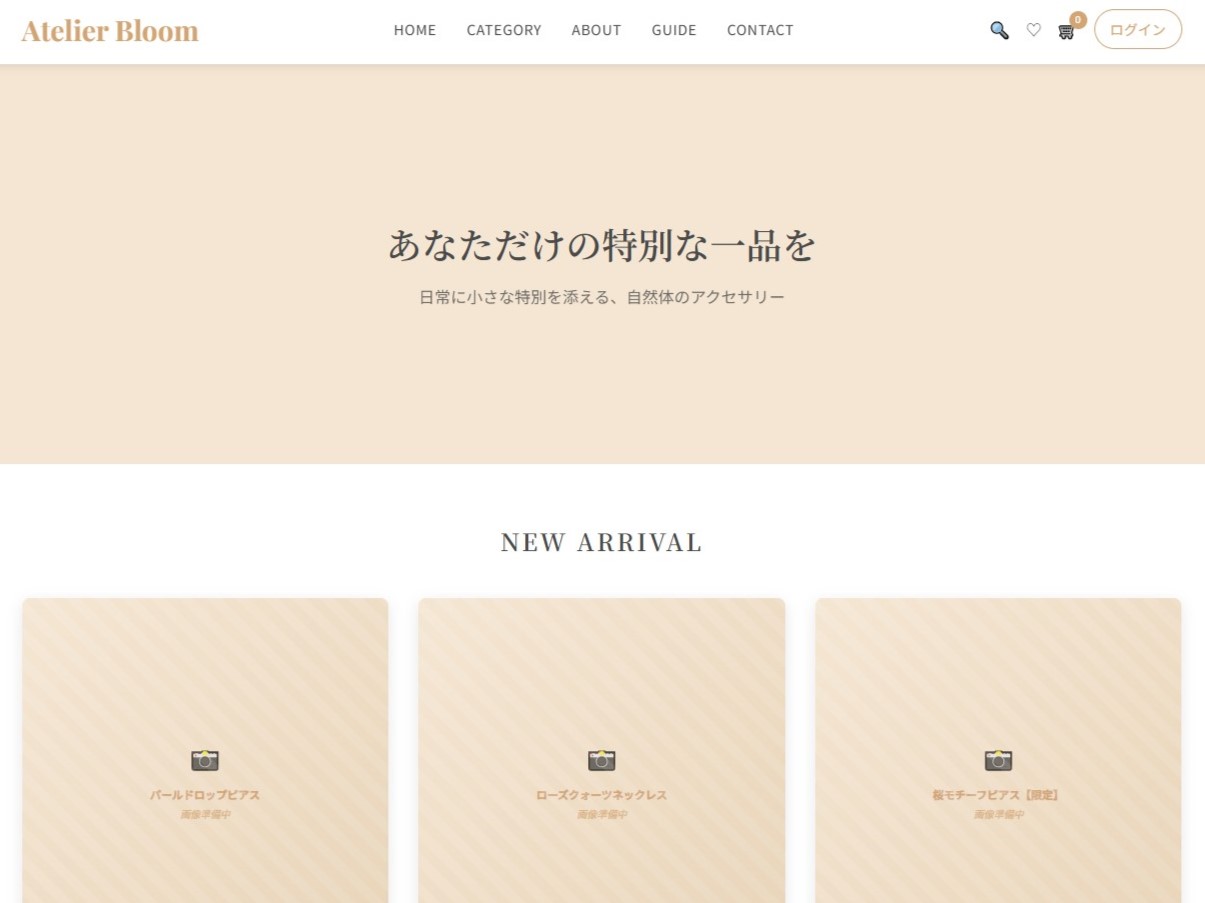 Atelier Bloom
HOME CATEGORY ABOUT GUIDE CONTACT
0
ログイン
あなただけの特別な一品を
日常に小さな特別を添える、自然体のアクセサリー
NEW ARRIVAL
パールドロップピアス
画像準備中
ローズクォーツネックレス
画像準備中
桜モチーフピアス【限定】
画像準備中